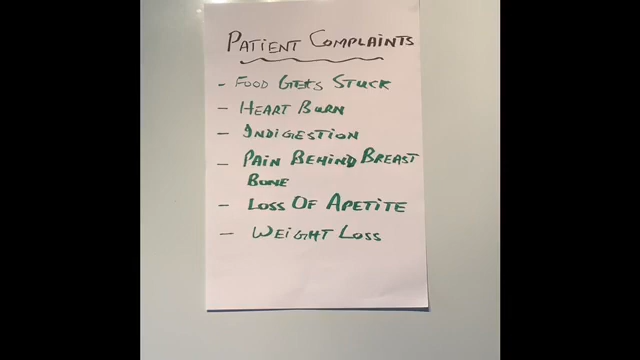 PATIENT COMPLAINTS
- FOOD GETS STUCK
- HEART BURN
- INDIGESTION
- PAIN BEHIND BREAST
BONE
- LOSS OF APETITE
- WEIGHT LOSS